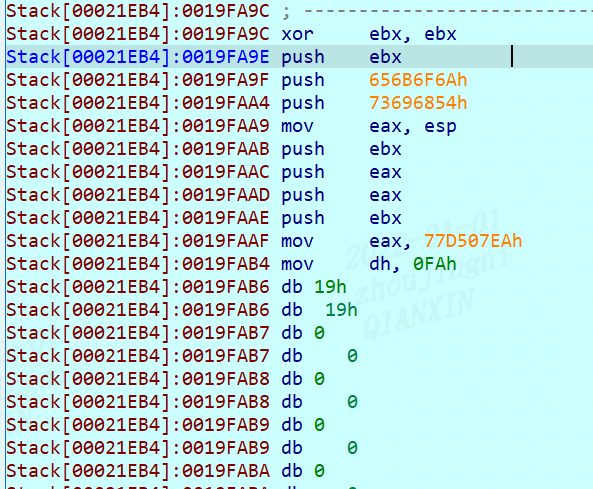 Stack[00021EB4]:0019FA9C ; ---------------------------
Stack[00021EB4]:0019FA9C xor ebx, ebx
Stack[00021EB4]:0019FA9E push ebx
Stack[00021EB4]:0019FA9F push 656B6F6Ah
Stack[00021EB4]:0019FAA4 push 73696854h
Stack[00021EB4]:0019FAA9 mov eax, esp
Stack[00021EB4]:0019FAAB push ebx
Stack[00021EB4]:0019FAAC push eax
Stack[00021EB4]:0019FAAD push eax
Stack[00021EB4]:0019FAAE push ebx
Stack[00021EB4]:0019FAAF mov eax, 77D507EAh
Stack[00021EB4]:0019FAB4 mov dh, 0FAh
Stack[00021EB4]:0019FAB6 db 19h
Stack[00021EB4]:0019FAB6 db 19h
Stack[00021EB4]:0019FAB7 db 0
Stack[00021EB4]:0019FAB7 db 0
Stack[00021EB4]:0019FAB8 db 0
Stack[00021EB4]:0019FAB8 db 0
Stack[00021EB4]:0019FAB9 db 0
Stack[00021EB4]:0019FAB9 db 0
Stack[00021EB4]:0019FABA db 0
QIANXIN